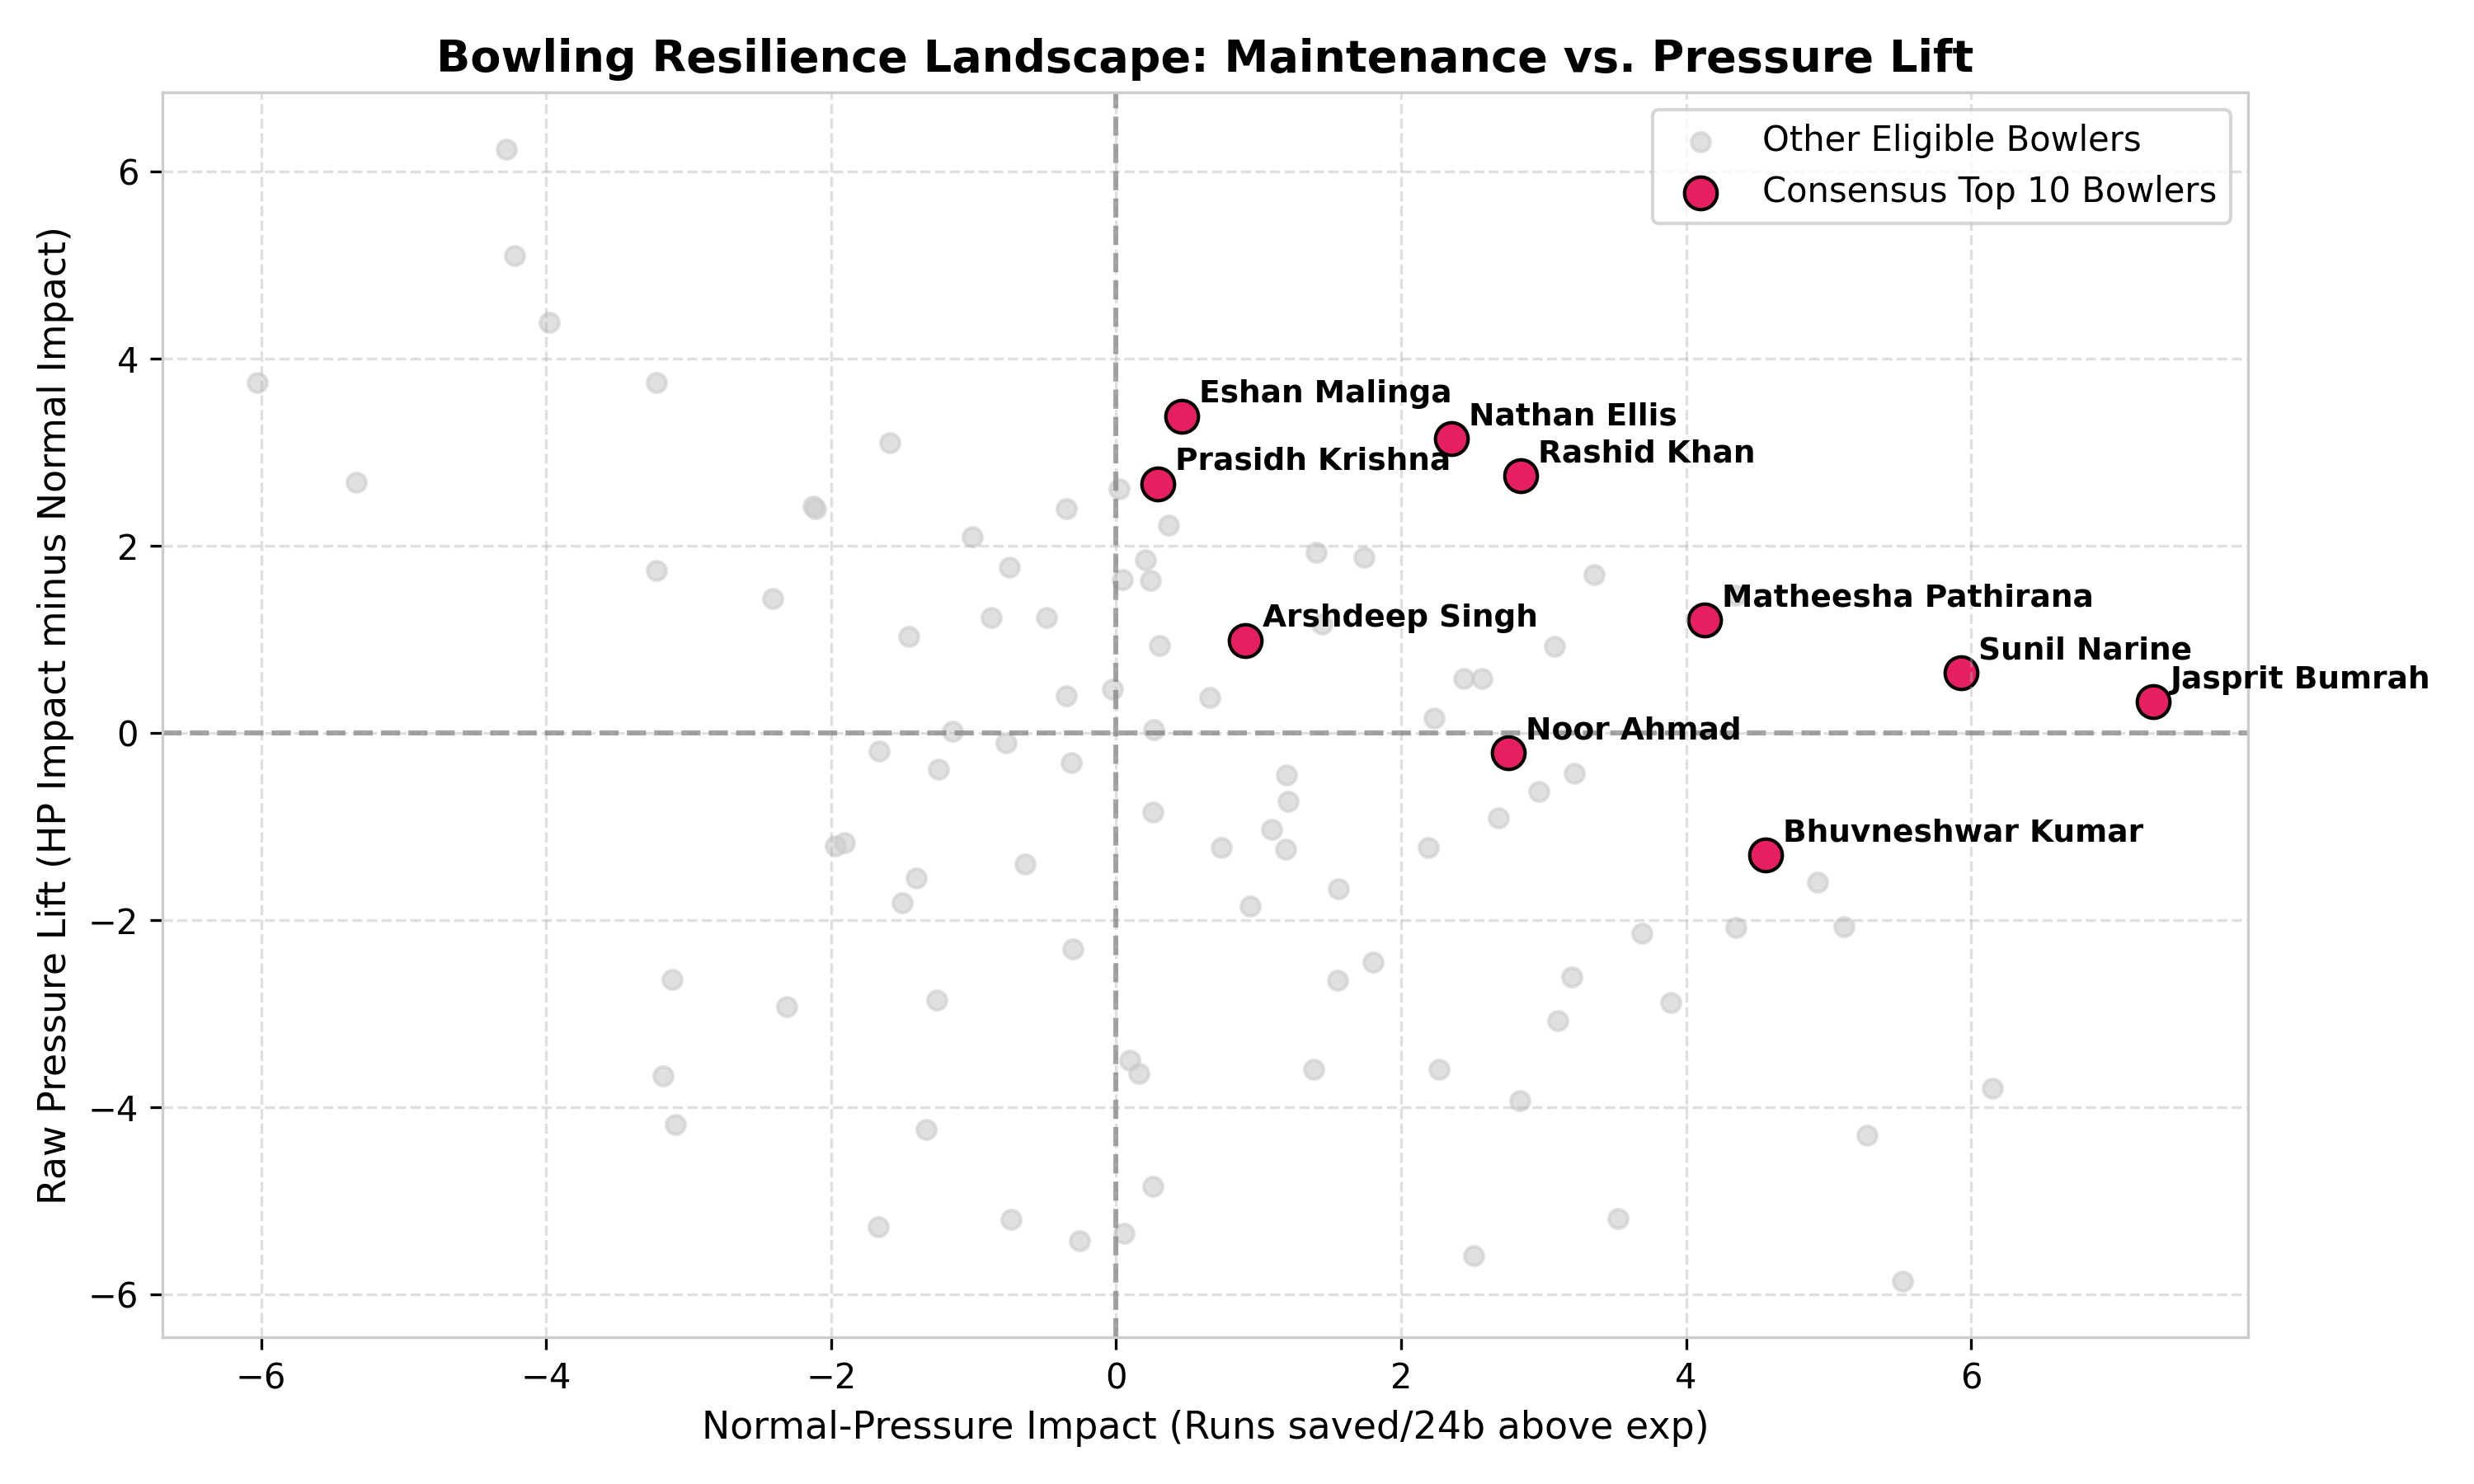 Bowling Resilience Landscape: Maintenance vs. Pressure Lift
Other Eligible Bowlers
Consensus Top 10 Bowlers
Raw Pressure Lift (HP Impact minus Normal Impact)
6
4
2
0
−2
−4
−6
Eshan Malinga
Nathan Ellis
Rashid Khan
Prasidh Krishna
Matheesha Pathirana
Arshdeep Singh
Sunil Narine
Jasprit Bumrah
Noor Ahmad
Bhuvneshwar Kumar
−6 −4 −2 0 2 4 6
Normal-Pressure Impact (Runs saved/24b above exp)